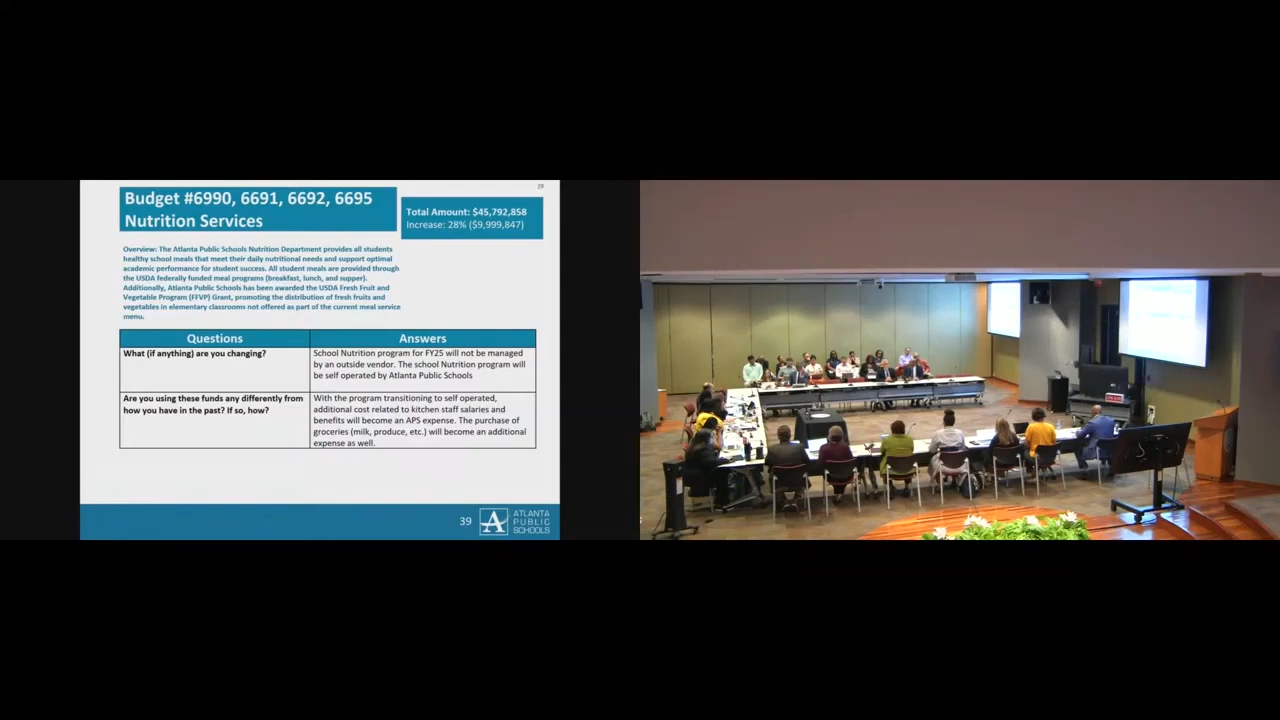 39
Budget #6990, 6691, 6692, 6695
Nutrition Services
Total Amount: $45,792,858
Increase: 28% ($9,999,847)
Overview: The Atlanta Public Schools Nutrition Department provides all students
healthy school meals that meet their daily nutritional needs and support optimal
academic performance for student success. All student meals are provided through
the USDA federally funded meal programs (breakfast, lunch, and supper).
Additionally, Atlanta Public Schools has been awarded the USDA Fresh Fruit and
Vegetable Program (FFVP) Grant, promoting the distribution of fresh fruits and
vegetables in elementary classrooms not offered as part of the current meal service
menu.
Questions
Answers
What (if anything) are you changing?
School Nutrition program for FY25 will not be managed
by an outside vendor. The school Nutrition program will
be self operated by Atlanta Public Schools
Are you using these funds any differently from
how you have in the past? If so, how?
With the program transitioning to self operated,
additional cost related to kitchen staff salaries and
benefits will become an APS expense. The purchase of
groceries (milk, produce, etc.) will become an additional
expense as well.
39
ATLANTA
PUBLIC
SCHOOLS